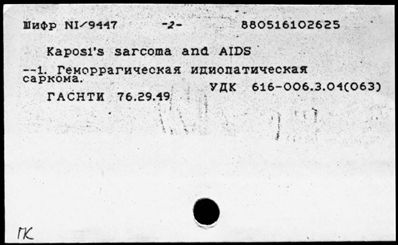 Шифр NI/9447 -2- 880516102625
Kaposi's sarcoma and AIDS
--1. Геморрагическая идиопатическая
саркома.
УДК 616-006.3.04(063)
ГАСНТИ 76.29.49
ПК